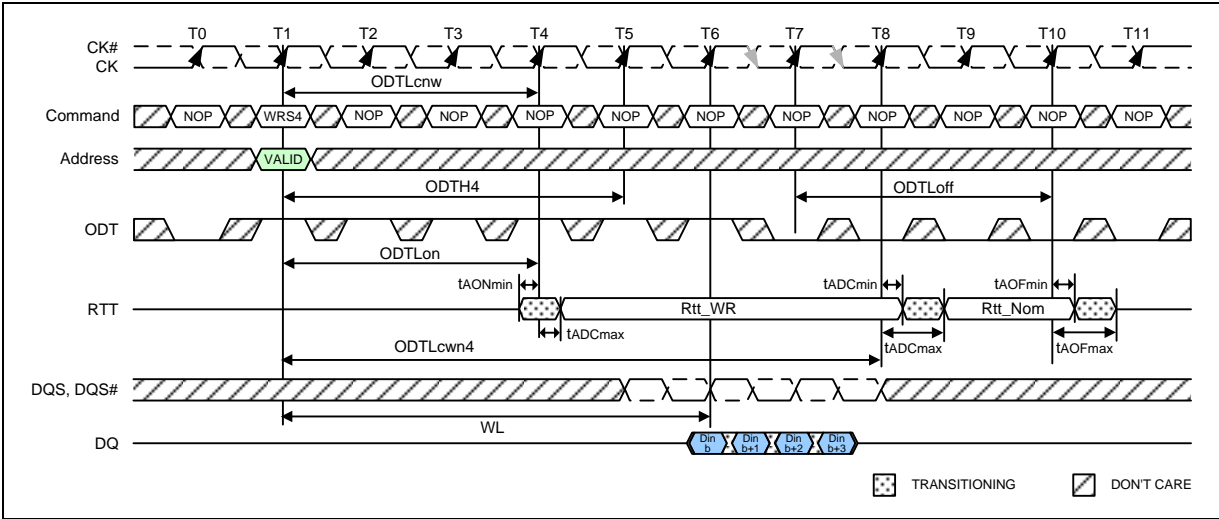 T0 T1 T2 T3 T4 T5 T6 T7 T8 T9 T10 T11
CK#
CK
ODTLcnw
Command NOP WRS4 NOP NOP NOP NOP NOP NOP NOP NOP NOP NOP
Address VALID
ODTH4 ODTLoff
ODT
ODTLon
tAONmin tADCmin tAOFmin
RTT Rtt_WR Rtt_Nom
tADCmax tADCmax tAOFmax
ODTLcwn4
DQS, DQS#
WL
DQ Din b Din b+1 Din b+2 Din b+3
TRANSITIONING DON'T CARE